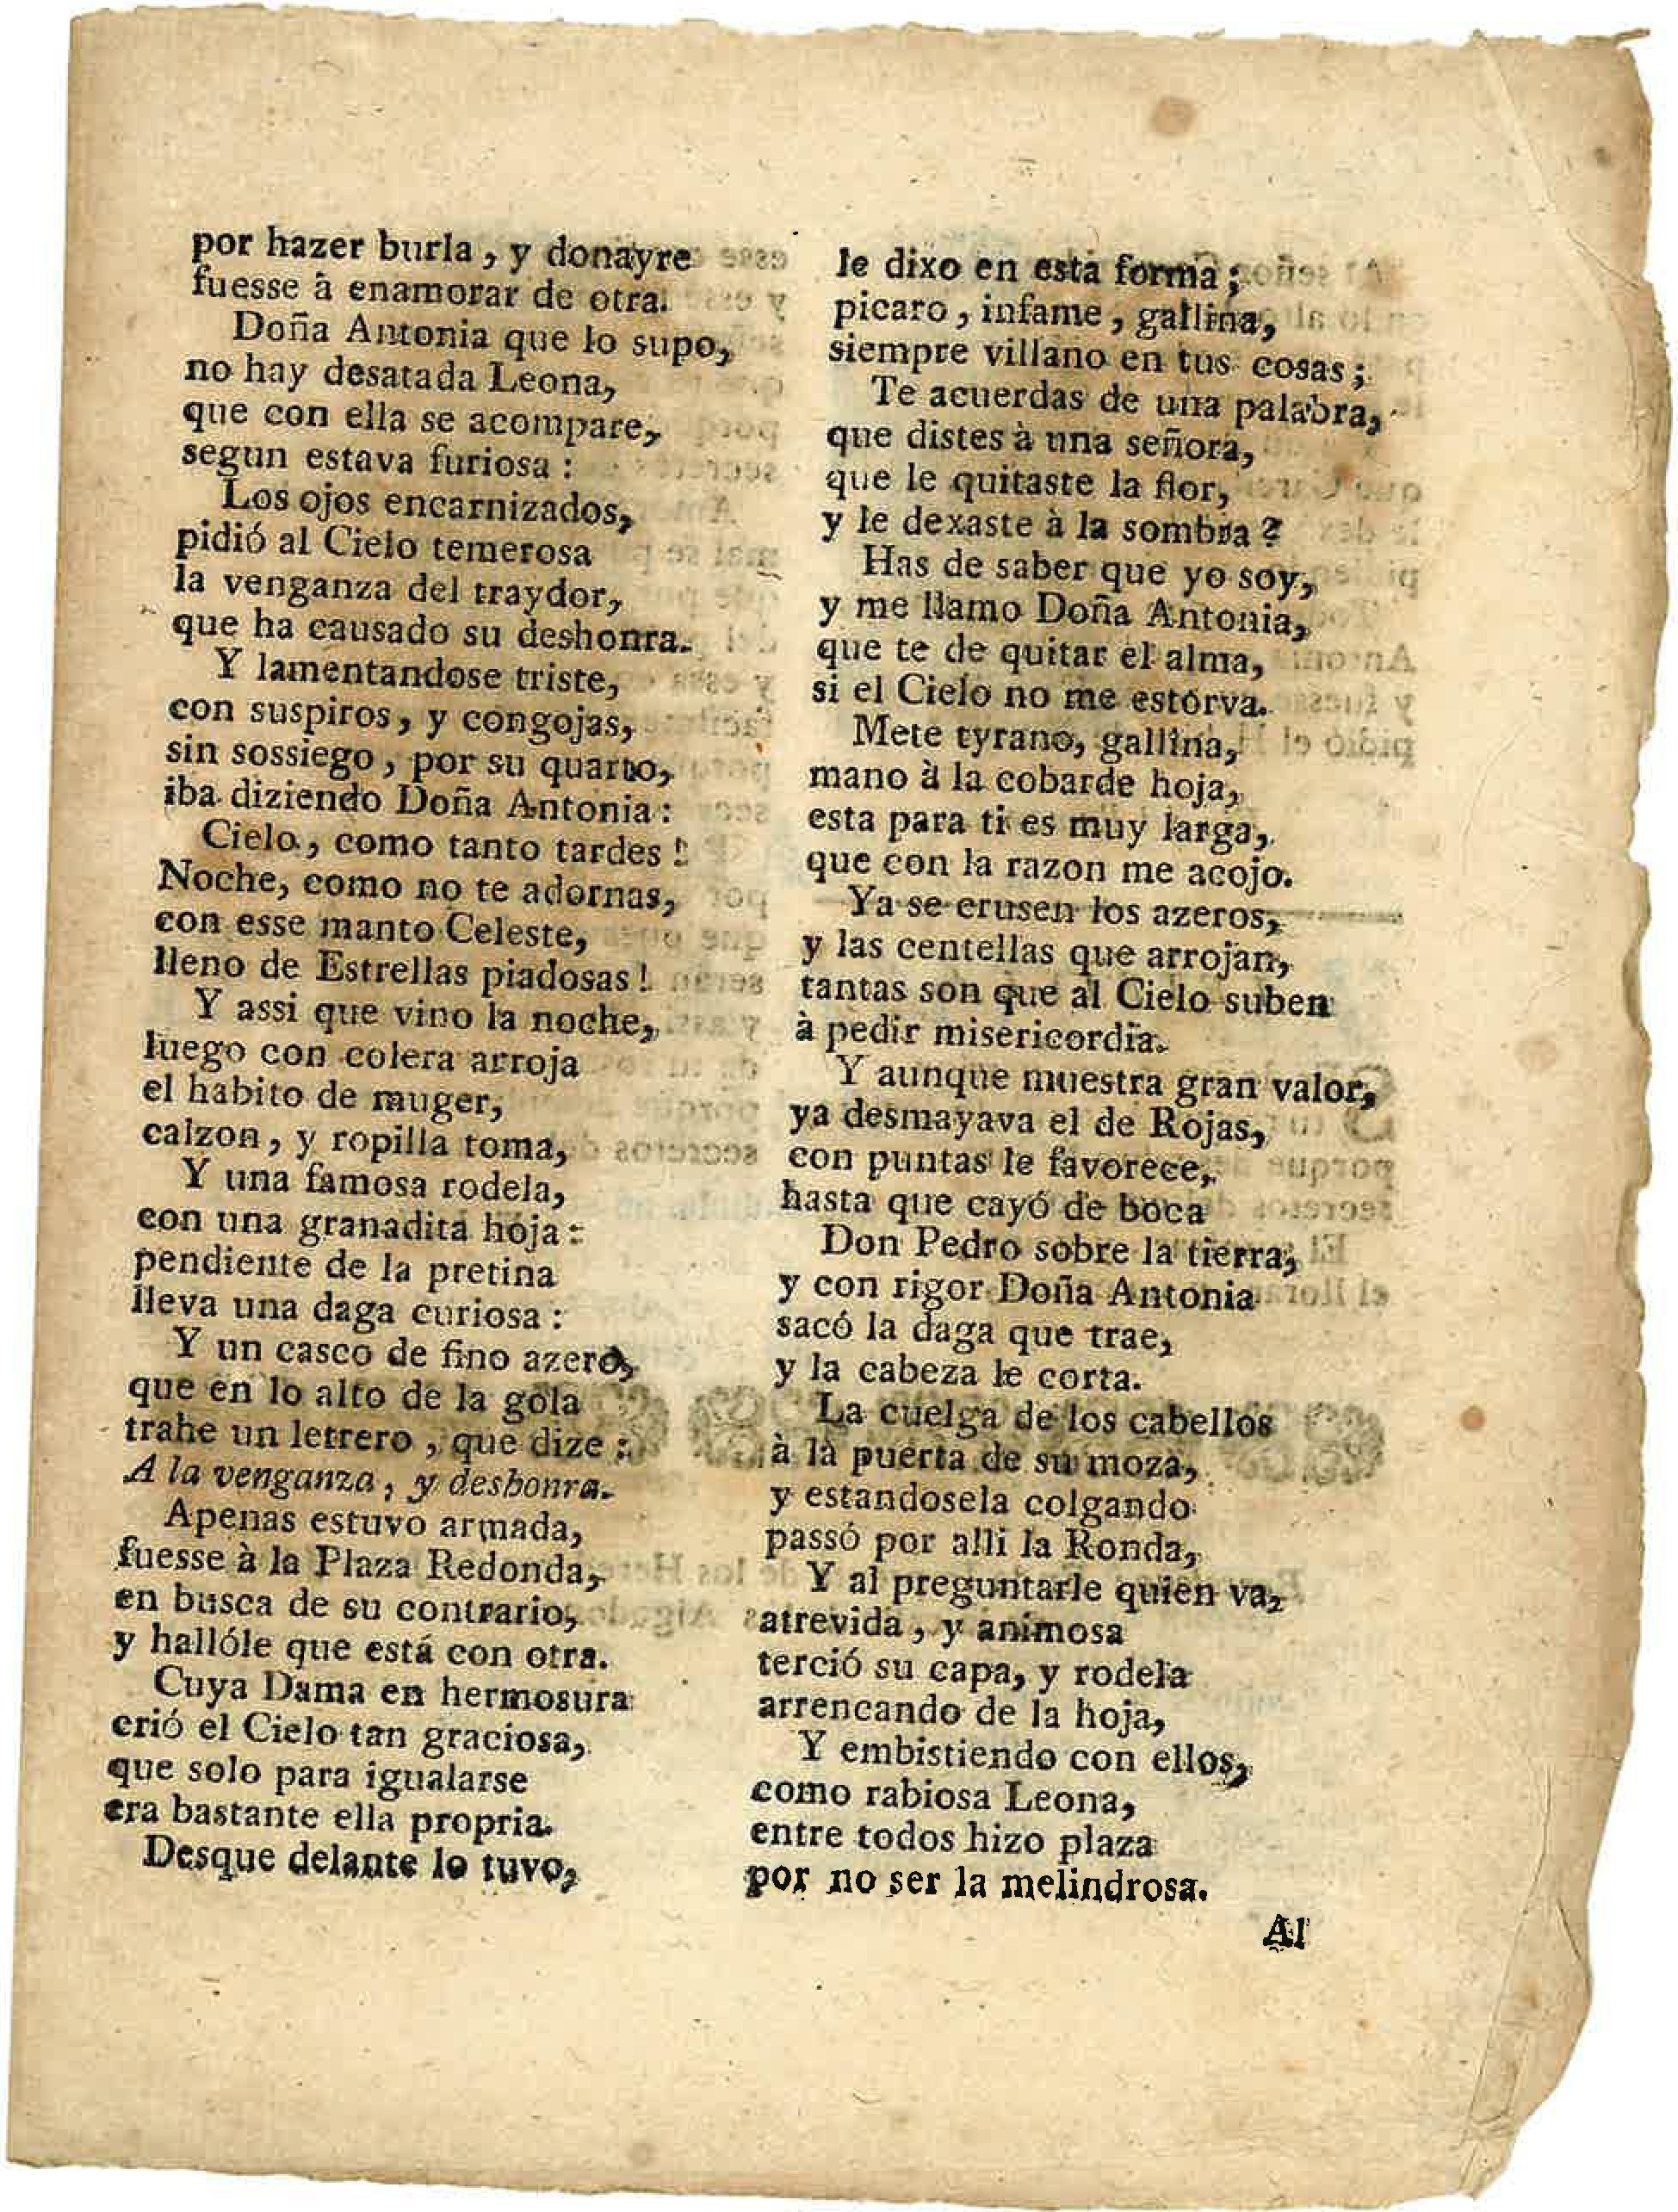 por hazer burla, y donayre
fuesse à enamorar de otra.
Doña Antonia que lo supo,
no hay desatada Leona,
que con ella se acompare,
segun estava furiosa:
Los ojos encarnizados,
pidió al Cielo temerosa
la venganza del traydor,
que ha causado su deshonra.
Y lamentandose triste,
con suspiros, y congojas,
sin sossiego, por su quarto,
iba diziendo Doña Antonia:
Cielo, como tanto tardes!
Noche, como no te adornas,
con esse manto Celeste,
lleno de Estrellas piadosas!
Y assi que vino la noche,
luego con colera arroja
el habito de muger,
calzon, y ropilla toma,
Y una famosa rodela,
con una granadita hoja:
pendiente de la pretina
lleva una daga curiosa:
Y un casco de fino azero,
que en lo alto de la gola
trahe un letrero, que dize:
A la venganza, y deshonra.
Apenas estuvo armada,
fuesse à la Plaza Redonda,
en busca de su contrario,
y hallóle que está con otra.
Cuya Dama en hermosura
crió el Cielo tan graciosa,
que solo para igualarse
era bastante ella propria.
Desque delante lo tuvo,
le dixo en esta forma;
picaro, infame, gallina,
siempre villano en tus cosas;
Te acuerdas de una palabra,
que distes à una señora,
que le quitaste la flor,
y le dexaste à la sombra?
Has de saber que yo soy,
y me llamo Doña Antonia,
que te de quitar el alma,
si el Cielo no me estorva.
Mete tyrano, gallina,
mano à la cobarde hoja,
esta para ti es muy larga,
que con la razon me acojo.
Ya se crusen los azeros,
y las centellas que arrojan,
tantas son que al Cielo suben
à pedir misericordia.
Y aunque muestra gran valor,
ya desmayava el de Rojas,
con puntas le favorece,
hasta que cayó de boca
Don Pedro sobre la tierra,
y con rigor Doña Antonia
sacó la daga que trae,
y la cabeza le corta.
La cuelga de los cabellos
à la puerta de su moza,
y estandosela colgando
passó por alli la Ronda,
Y al preguntarle quien va,
atrevida, y animosa
terció su capa, y rodela
arrencando de la hoja,
Y embistiendo con ellos,
como rabiosa Leona,
entre todos hizo plaza
por no ser la melindrosa.
Al